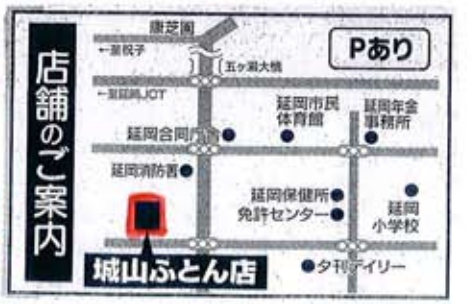 店舗のご案内
康芝園
←至祝子
Pあり
五ヶ瀬大橋
←至延岡JCT
延岡市民
体育館
延岡年金
事務所
延岡合同庁舎
延岡消防署
延岡保健所
免許センター
延岡
小学校
城山ふとん店
夕刊デイリー